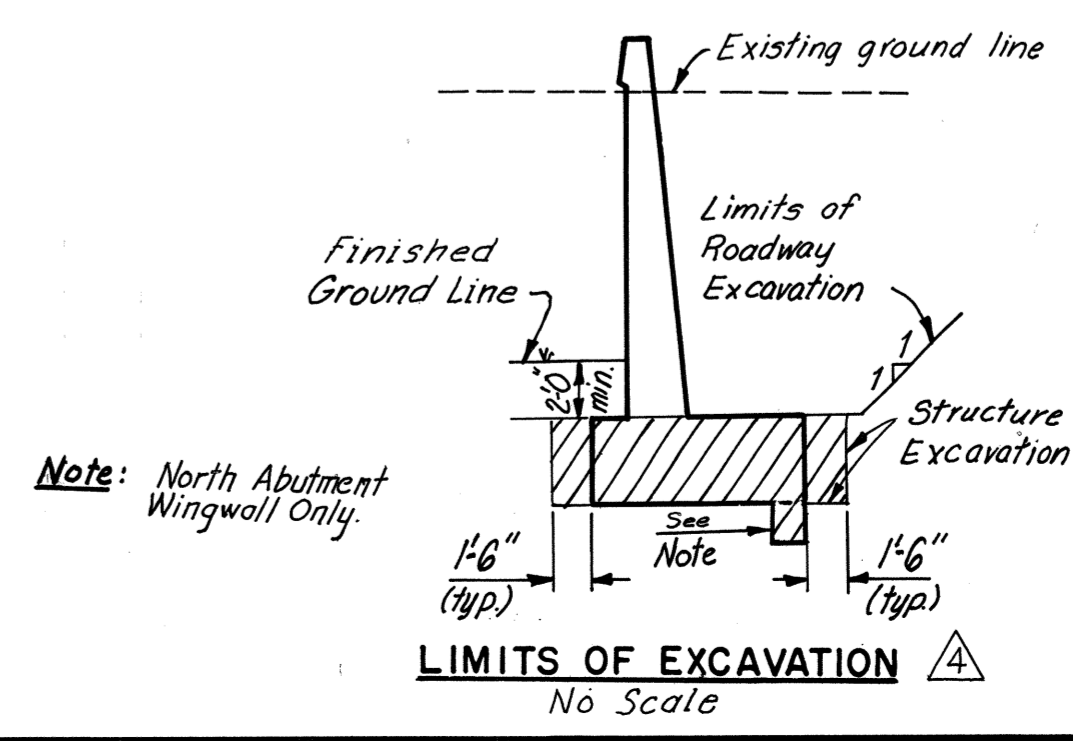 Existing ground line
Limits of
Roadway
Excavation
Finished
Ground Line
2'-0"
min.
1
1
Structure
Excavation
Note: North Abutment
Wingwall Only.
See
Note
1'-6"
(typ.)
1'-6"
(typ.)
LIMITS OF EXCAVATION 4
No Scale